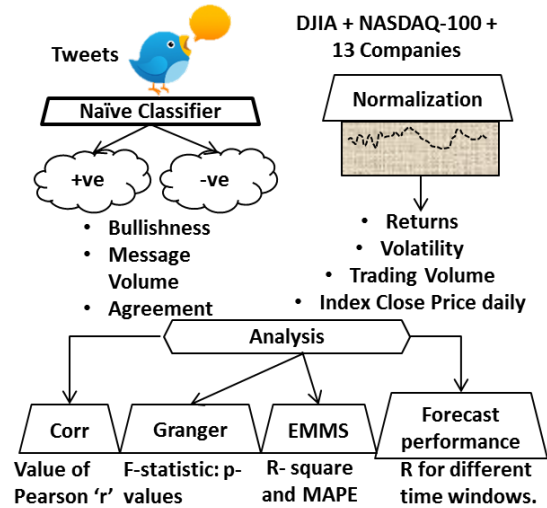 Tweets
Naïve Classifier
+ve
-ve
• Bullishness
• Message
Volume
• Agreement
DJIA + NASDAQ-100 +
13 Companies
Normalization
• Returns
• Volatility
• Trading Volume
• Index Close Price daily
Analysis
Corr
Value of
Pearson ‘r’
Granger
F-statistic: p-
values
EMMS
R- square
and MAPE
Forecast
performance
R for different
time windows.